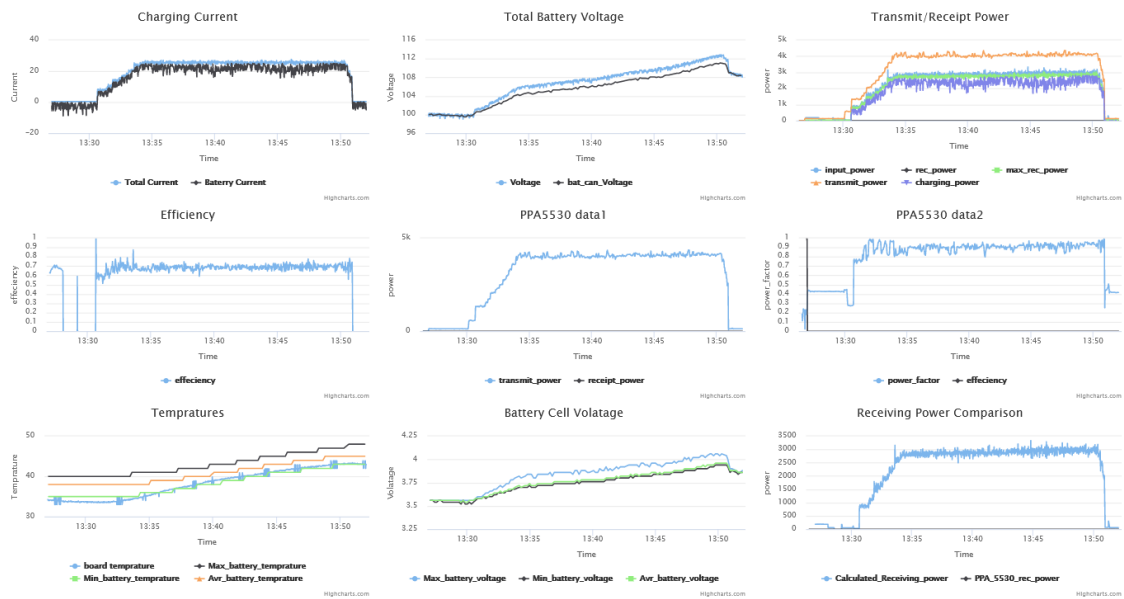 Charging Current
Total Battery Voltage
Transmit/Receipt Power
Current
40
20
0
−20
13:30 13:35 13:40 13:45 13:50
Time
Total Current Baterry Current
Highcharts.com
Voltage
116
112
108
104
100
96
13:30 13:35 13:40 13:45 13:50
Time
Voltage bat_can_Voltage
Highcharts.com
power
5k
4k
3k
2k
1k
0
13:30 13:35 13:40 13:45 13:50
Time
input_power rec_power max_rec_power
transmit_power charging_power
Highcharts.com
Efficiency
PPA5530 data1
PPA5530 data2
effeciency
1
0.9
0.8
0.7
0.6
0.5
0.4
0.3
0.2
0.1
0
13:30 13:35 13:40 13:45 13:50
Time
effeciency
Highcharts.com
power
5k
0
13:30 13:35 13:40 13:45 13:50
Time
transmit_power receipt_power
Highcharts.com
power_factor
1
0.9
0.8
0.7
0.6
0.5
0.4
0.3
0.2
0.1
0
13:30 13:35 13:40 13:45 13:50
Time
power_factor effeciency
Highcharts.com
Tempratures
Battery Cell Volatage
Receiving Power Comparison
Temprature
50
40
30
13:30 13:35 13:40 13:45 13:50
Time
board temprature Max_battery_temprature
Min_battery_temprature Avr_battery_temprature
Highcharts.com
Volatage
4.25
4
3.75
3.5
3.25
13:30 13:35 13:40 13:45 13:50
Time
Max_battery_voltage Min_battery_voltage Avr_battery_voltage
Highcharts.com
power
3500
3000
2500
2000
1500
1000
500
0
13:30 13:35 13:40 13:45 13:50
Time
Calculated_Receiving_power PPA_5530_rec_power
Highcharts.com